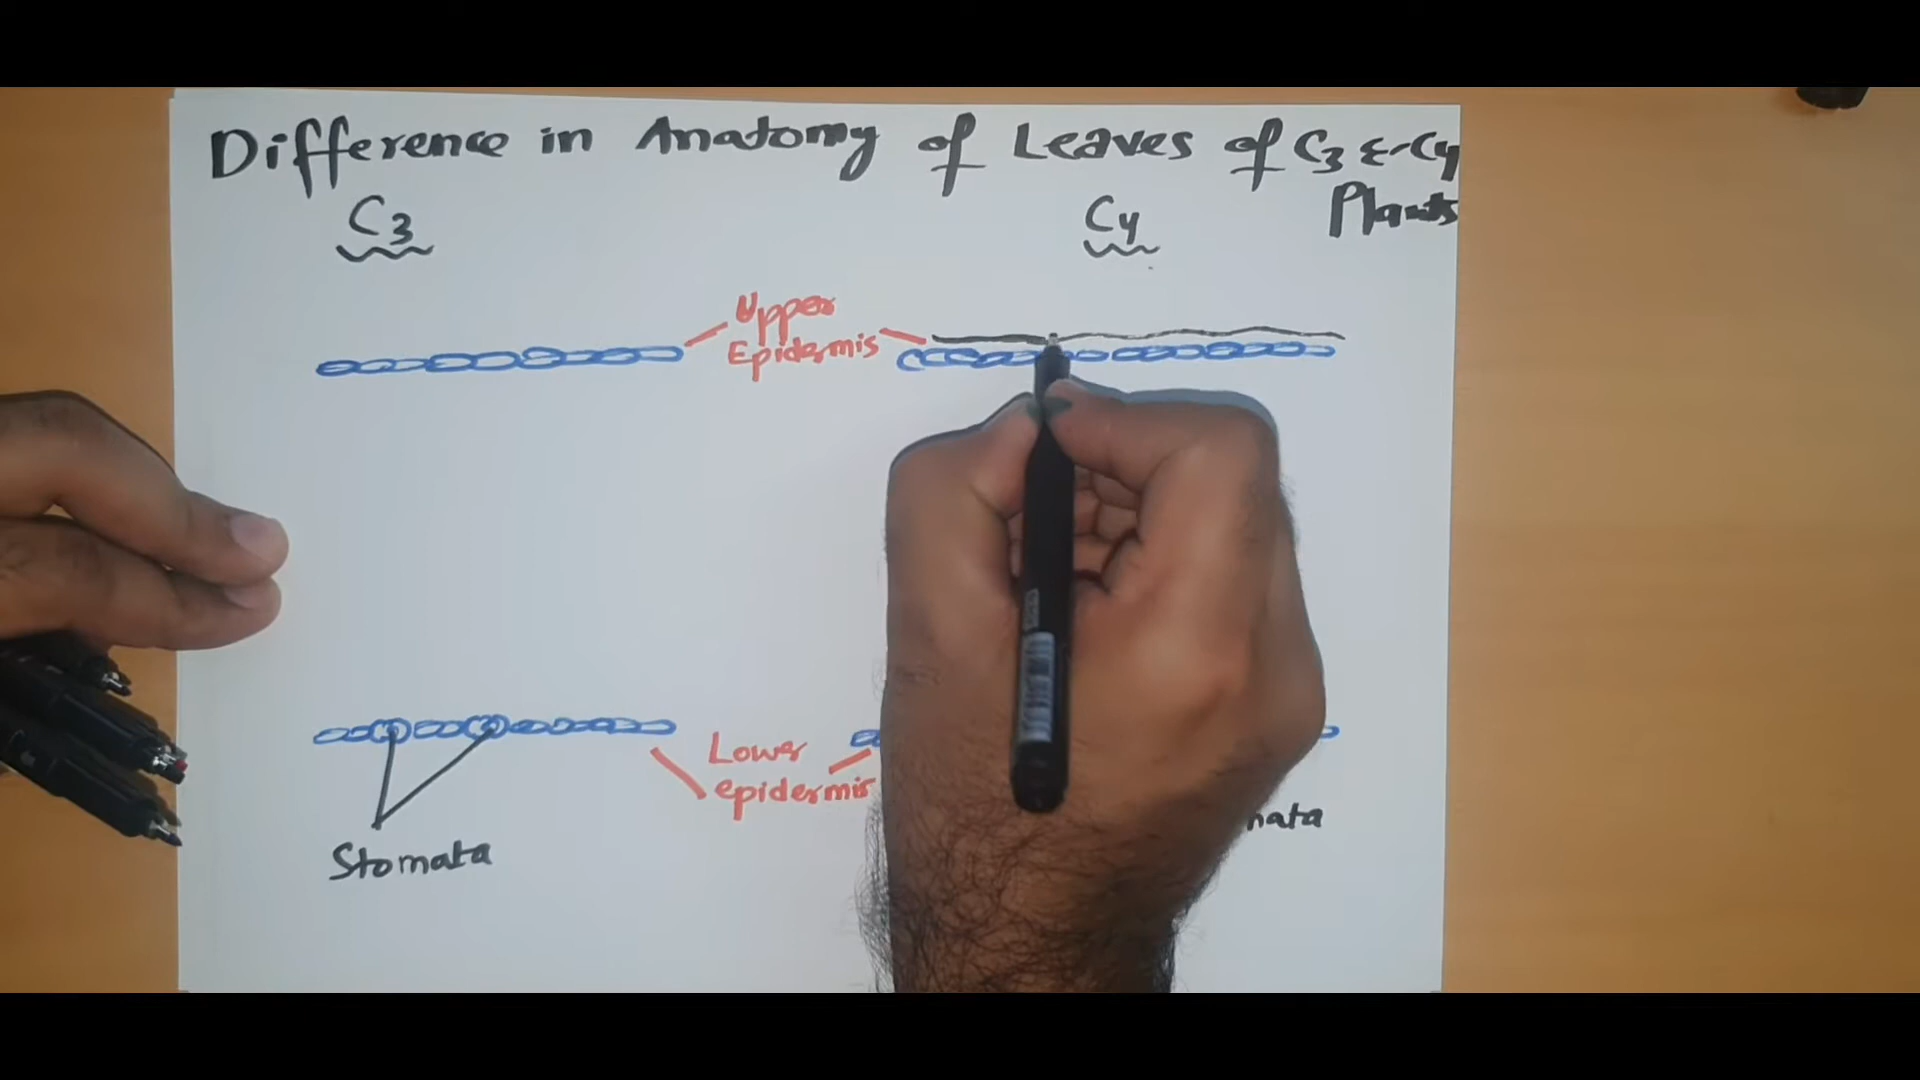 Difference in Anatomy of Leaves of C3 & C4
Plants
C3
C4
Upper
Epidermis
Lower
epidermis
Stomata
mata